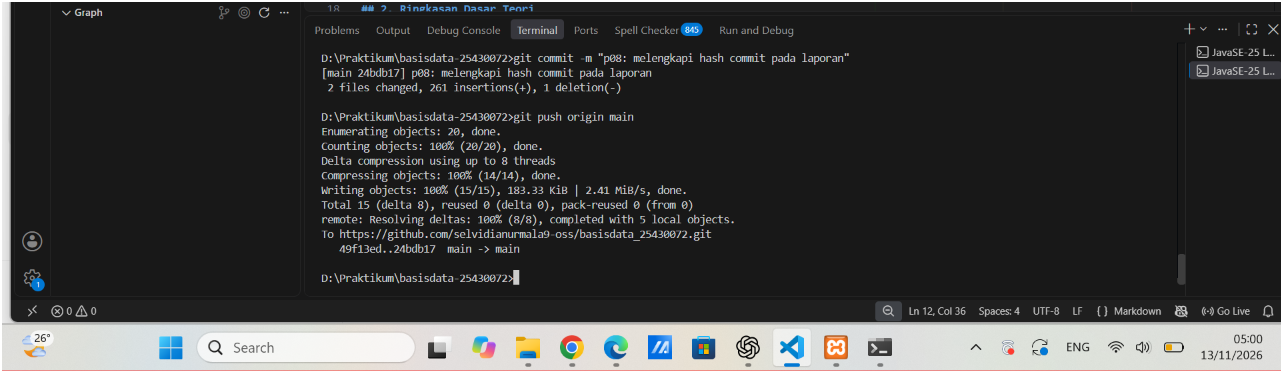 Graph
18 ## 2. Ringkasan Dasar Teori
Problems Output Debug Console Terminal Ports Spell Checker 845 Run and Debug
JavaSE-25 L...
JavaSE-25 L...
D:\Praktikum\basisdata-25430072>git commit -m "p08: melengkapi hash commit pada laporan"
[main 24bdb17] p08: melengkapi hash commit pada laporan
2 files changed, 261 insertions(+), 1 deletion(-)
D:\Praktikum\basisdata-25430072>git push origin main
Enumerating objects: 20, done.
Counting objects: 100% (20/20), done.
Delta compression using up to 8 threads
Compressing objects: 100% (14/14), done.
Writing objects: 100% (15/15), 183.33 KiB | 2.41 MiB/s, done.
Total 15 (delta 8), reused 0 (delta 0), pack-reused 0 (from 0)
remote: Resolving deltas: 100% (8/8), completed with 5 local objects.
To https://github.com/selvidianurmala9-oss/basisdata_25430072.git
49f13ed..24bdb17 main -> main
D:\Praktikum\basisdata-25430072>
1
0 0 Ln 12, Col 36 Spaces: 4 UTF-8 LF { } Markdown Go Live
26° Search ENG 05:00
13/11/2026